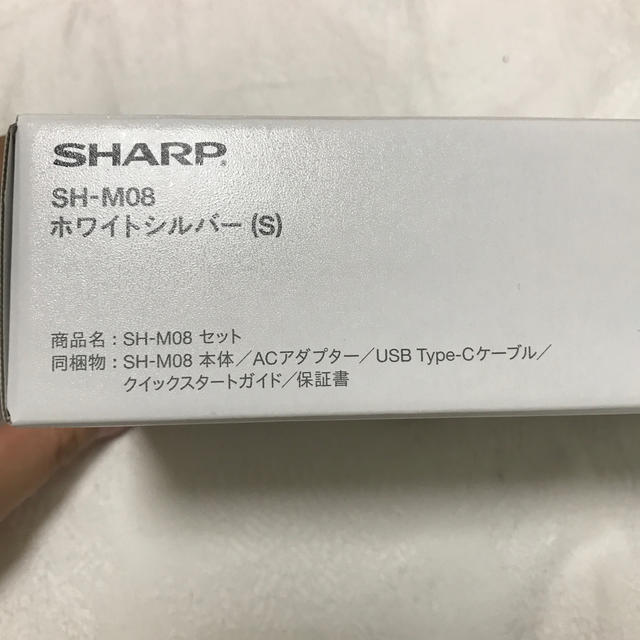 SHARP
SH-M08
ホワイトシルバー (S)
商品名 : SH-M08 セット
同梱物 : SH-M08 本体／ACアダプター／USB Type-Cケーブル／
クイックスタートガイド／保証書